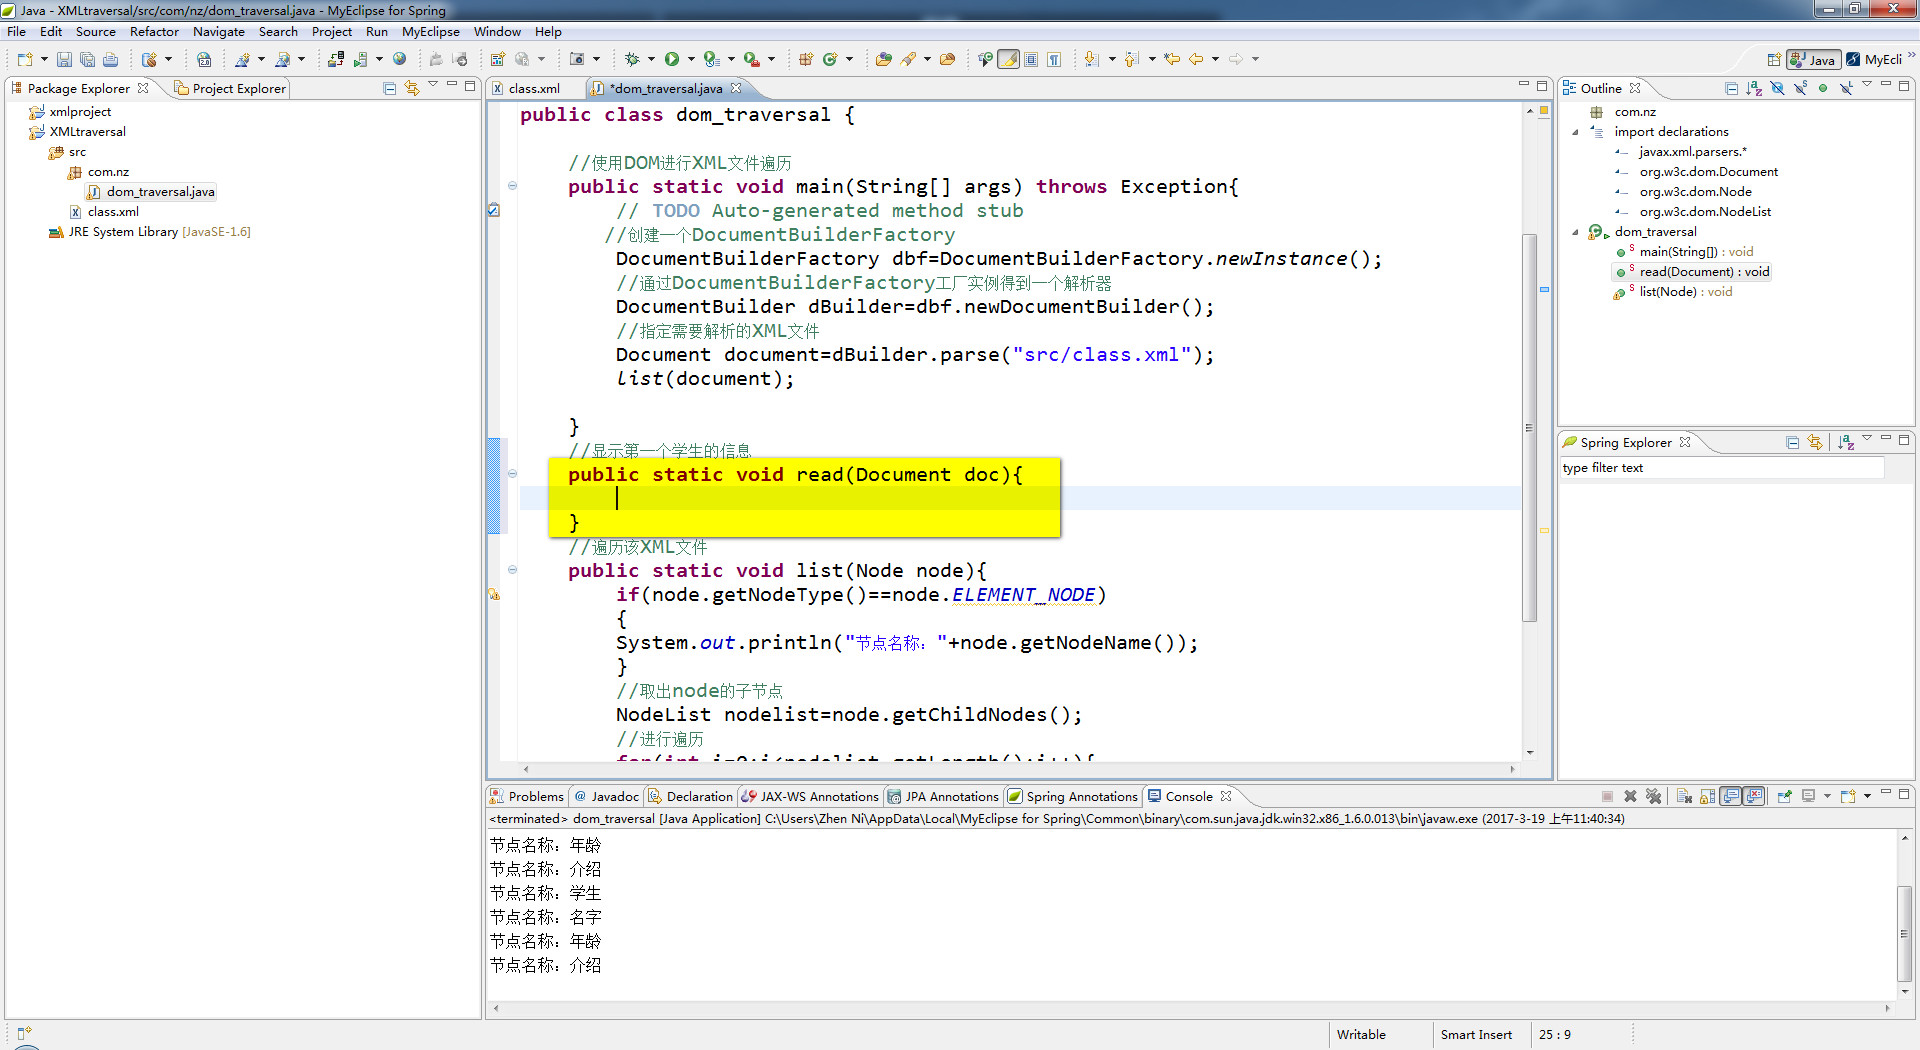 Java - XMLtraversal/src/com/nz/dom_traversal.java - MyEclipse for Spring
File Edit Source Refactor Navigate Search Project Run MyEclipse Window Help
Java MyEcli
Package Explorer Project Explorer
xmlproject
XMLtraversal
src
com.nz
dom_traversal.java
class.xml
JRE System Library [JavaSE-1.6]
class.xml *dom_traversal.java
public class dom_traversal {
//使用DOM进行XML文件遍历
public static void main(String[] args) throws Exception{
// TODO Auto-generated method stub
//创建一个DocumentBuilderFactory
DocumentBuilderFactory dbf=DocumentBuilderFactory.newInstance();
//通过DocumentBuilderFactory工厂实例得到一个解析器
DocumentBuilder dBuilder=dbf.newDocumentBuilder();
//指定需要解析的XML文件
Document document=dBuilder.parse("src/class.xml");
list(document);
}
//显示第一个学生的信息
public static void read(Document doc){
}
//遍历该XML文件
public static void list(Node node){
if(node.getNodeType()==node.ELEMENT_NODE)
{
System.out.println("节点名称："+node.getNodeName());
}
//取出node的子节点
NodeList nodelist=node.getChildNodes();
//进行遍历
for(int i=0;i<nodelist.getLength();i++){
Outline
com.nz
import declarations
javax.xml.parsers.*
org.w3c.dom.Document
org.w3c.dom.Node
org.w3c.dom.NodeList
dom_traversal
main(String[]) : void
read(Document) : void
list(Node) : void
Spring Explorer
type filter text
Problems @ Javadoc Declaration JAX-WS Annotations JPA Annotations Spring Annotations Console
<terminated> dom_traversal [Java Application] C:\Users\Zhen Ni\AppData\Local\MyEclipse for Spring\Common\binary\com.sun.java.jdk.win32.x86_1.6.0.013\bin\javaw.exe (2017-3-19 上午11:40:34)
节点名称：年龄
节点名称：介绍
节点名称：学生
节点名称：名字
节点名称：年龄
节点名称：介绍
Writable Smart Insert 25 : 9